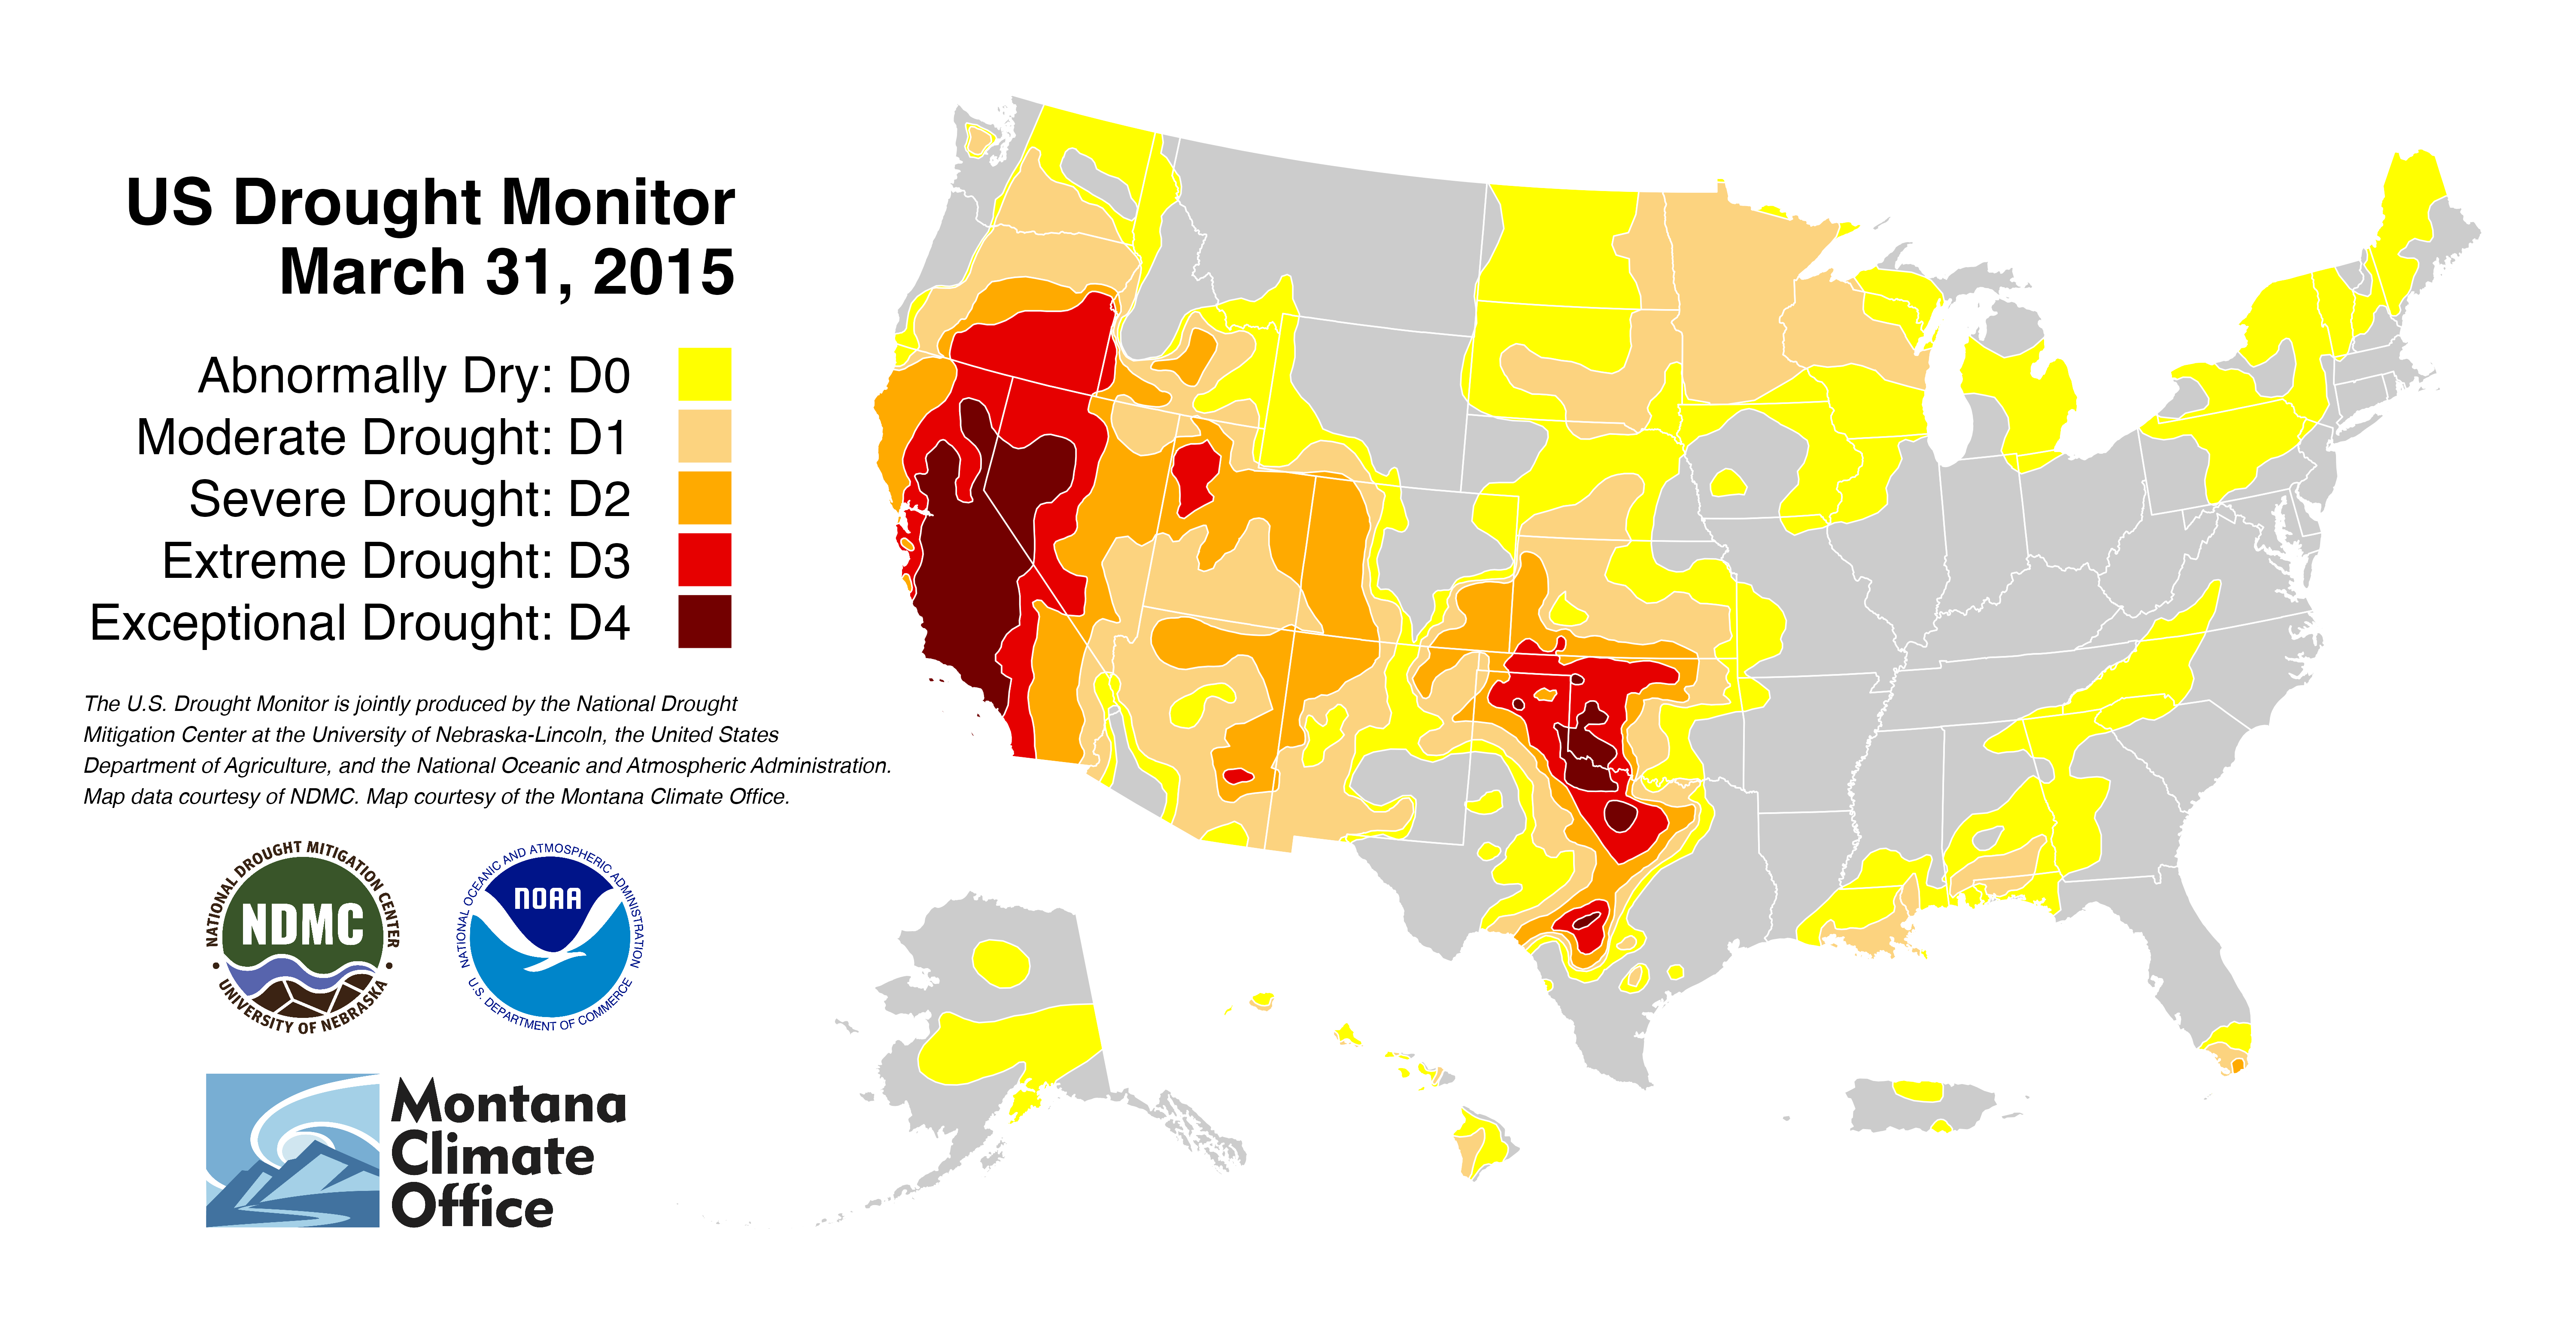 US Drought Monitor
March 31, 2015
Abnormally Dry: D0
Moderate Drought: D1
Severe Drought: D2
Extreme Drought: D3
Exceptional Drought: D4
The U.S. Drought Monitor is jointly produced by the National Drought
Mitigation Center at the University of Nebraska-Lincoln, the United States
Department of Agriculture, and the National Oceanic and Atmospheric Administration.
Map data courtesy of NDMC. Map courtesy of the Montana Climate Office.
NATIONAL DROUGHT MITIGATION CENTER
NDMC
• UNIVERSITY OF NEBRASKA •
NATIONAL OCEANIC AND ATMOSPHERIC ADMINISTRATION
NOAA
U.S. DEPARTMENT OF COMMERCE
Montana
Climate
Office